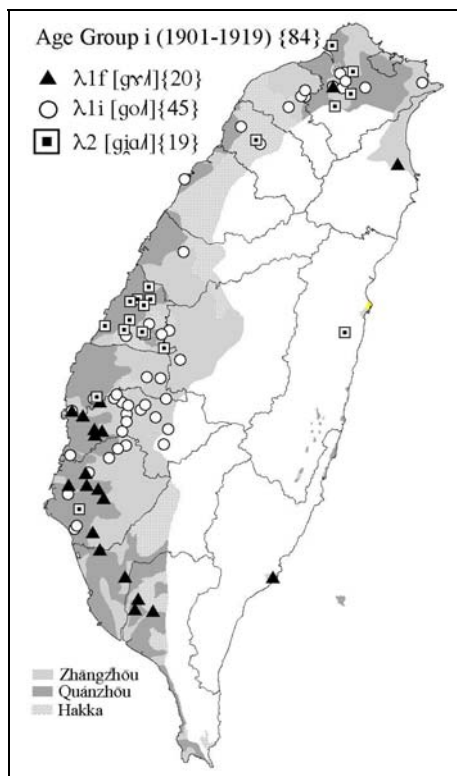 Age Group i (1901-1919) {84}
▲ λ1f [gɤ˧˥]{20}
○ λ1i [go˧˥]{45}
λ2 [gi̯a˧˥]{19}
Zhāngzhōu
Quánzhōu
Hakka